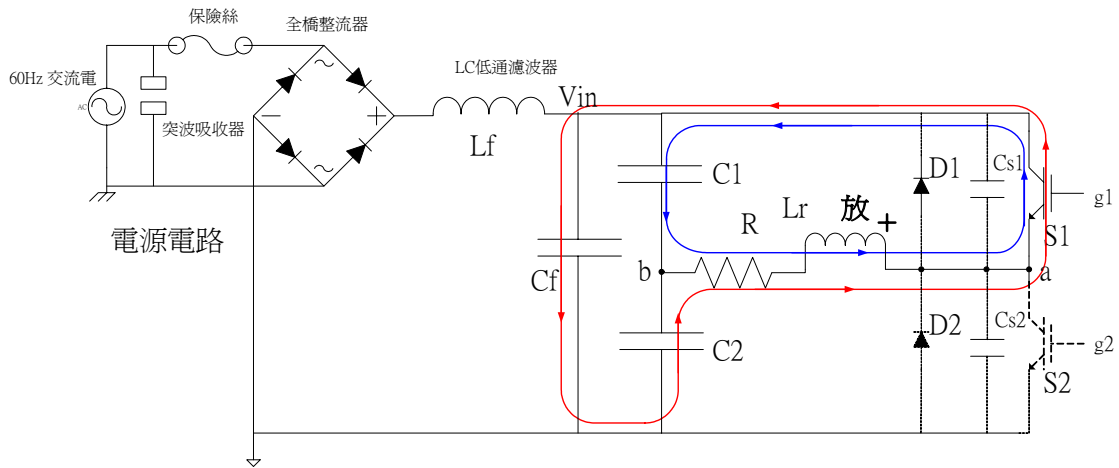 保險絲
全橋整流器
60Hz 交流電
AC
突波吸收器
LC低通濾波器
Vin
Lf
電源電路
C1
Cf
C2
b
R
Lr
放
+
D1
Cs1
g1
S1
a
D2
Cs2
g2
S2